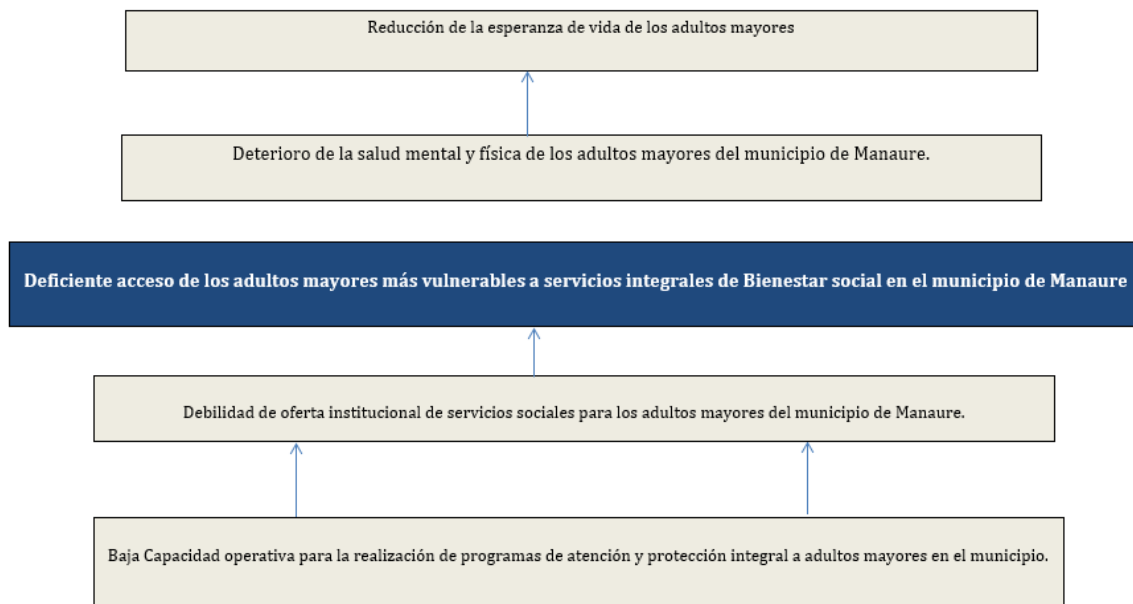 Reducción de la esperanza de vida de los adultos mayores
Deterioro de la salud mental y física de los adultos mayores del municipio de Manaure.
Deficiente acceso de los adultos mayores más vulnerables a servicios integrales de Bienestar social en el municipio de Manaure
Debilidad de oferta institucional de servicios sociales para los adultos mayores del municipio de Manaure.
Baja Capacidad operativa para la realización de programas de atención y protección integral a adultos mayores en el municipio.